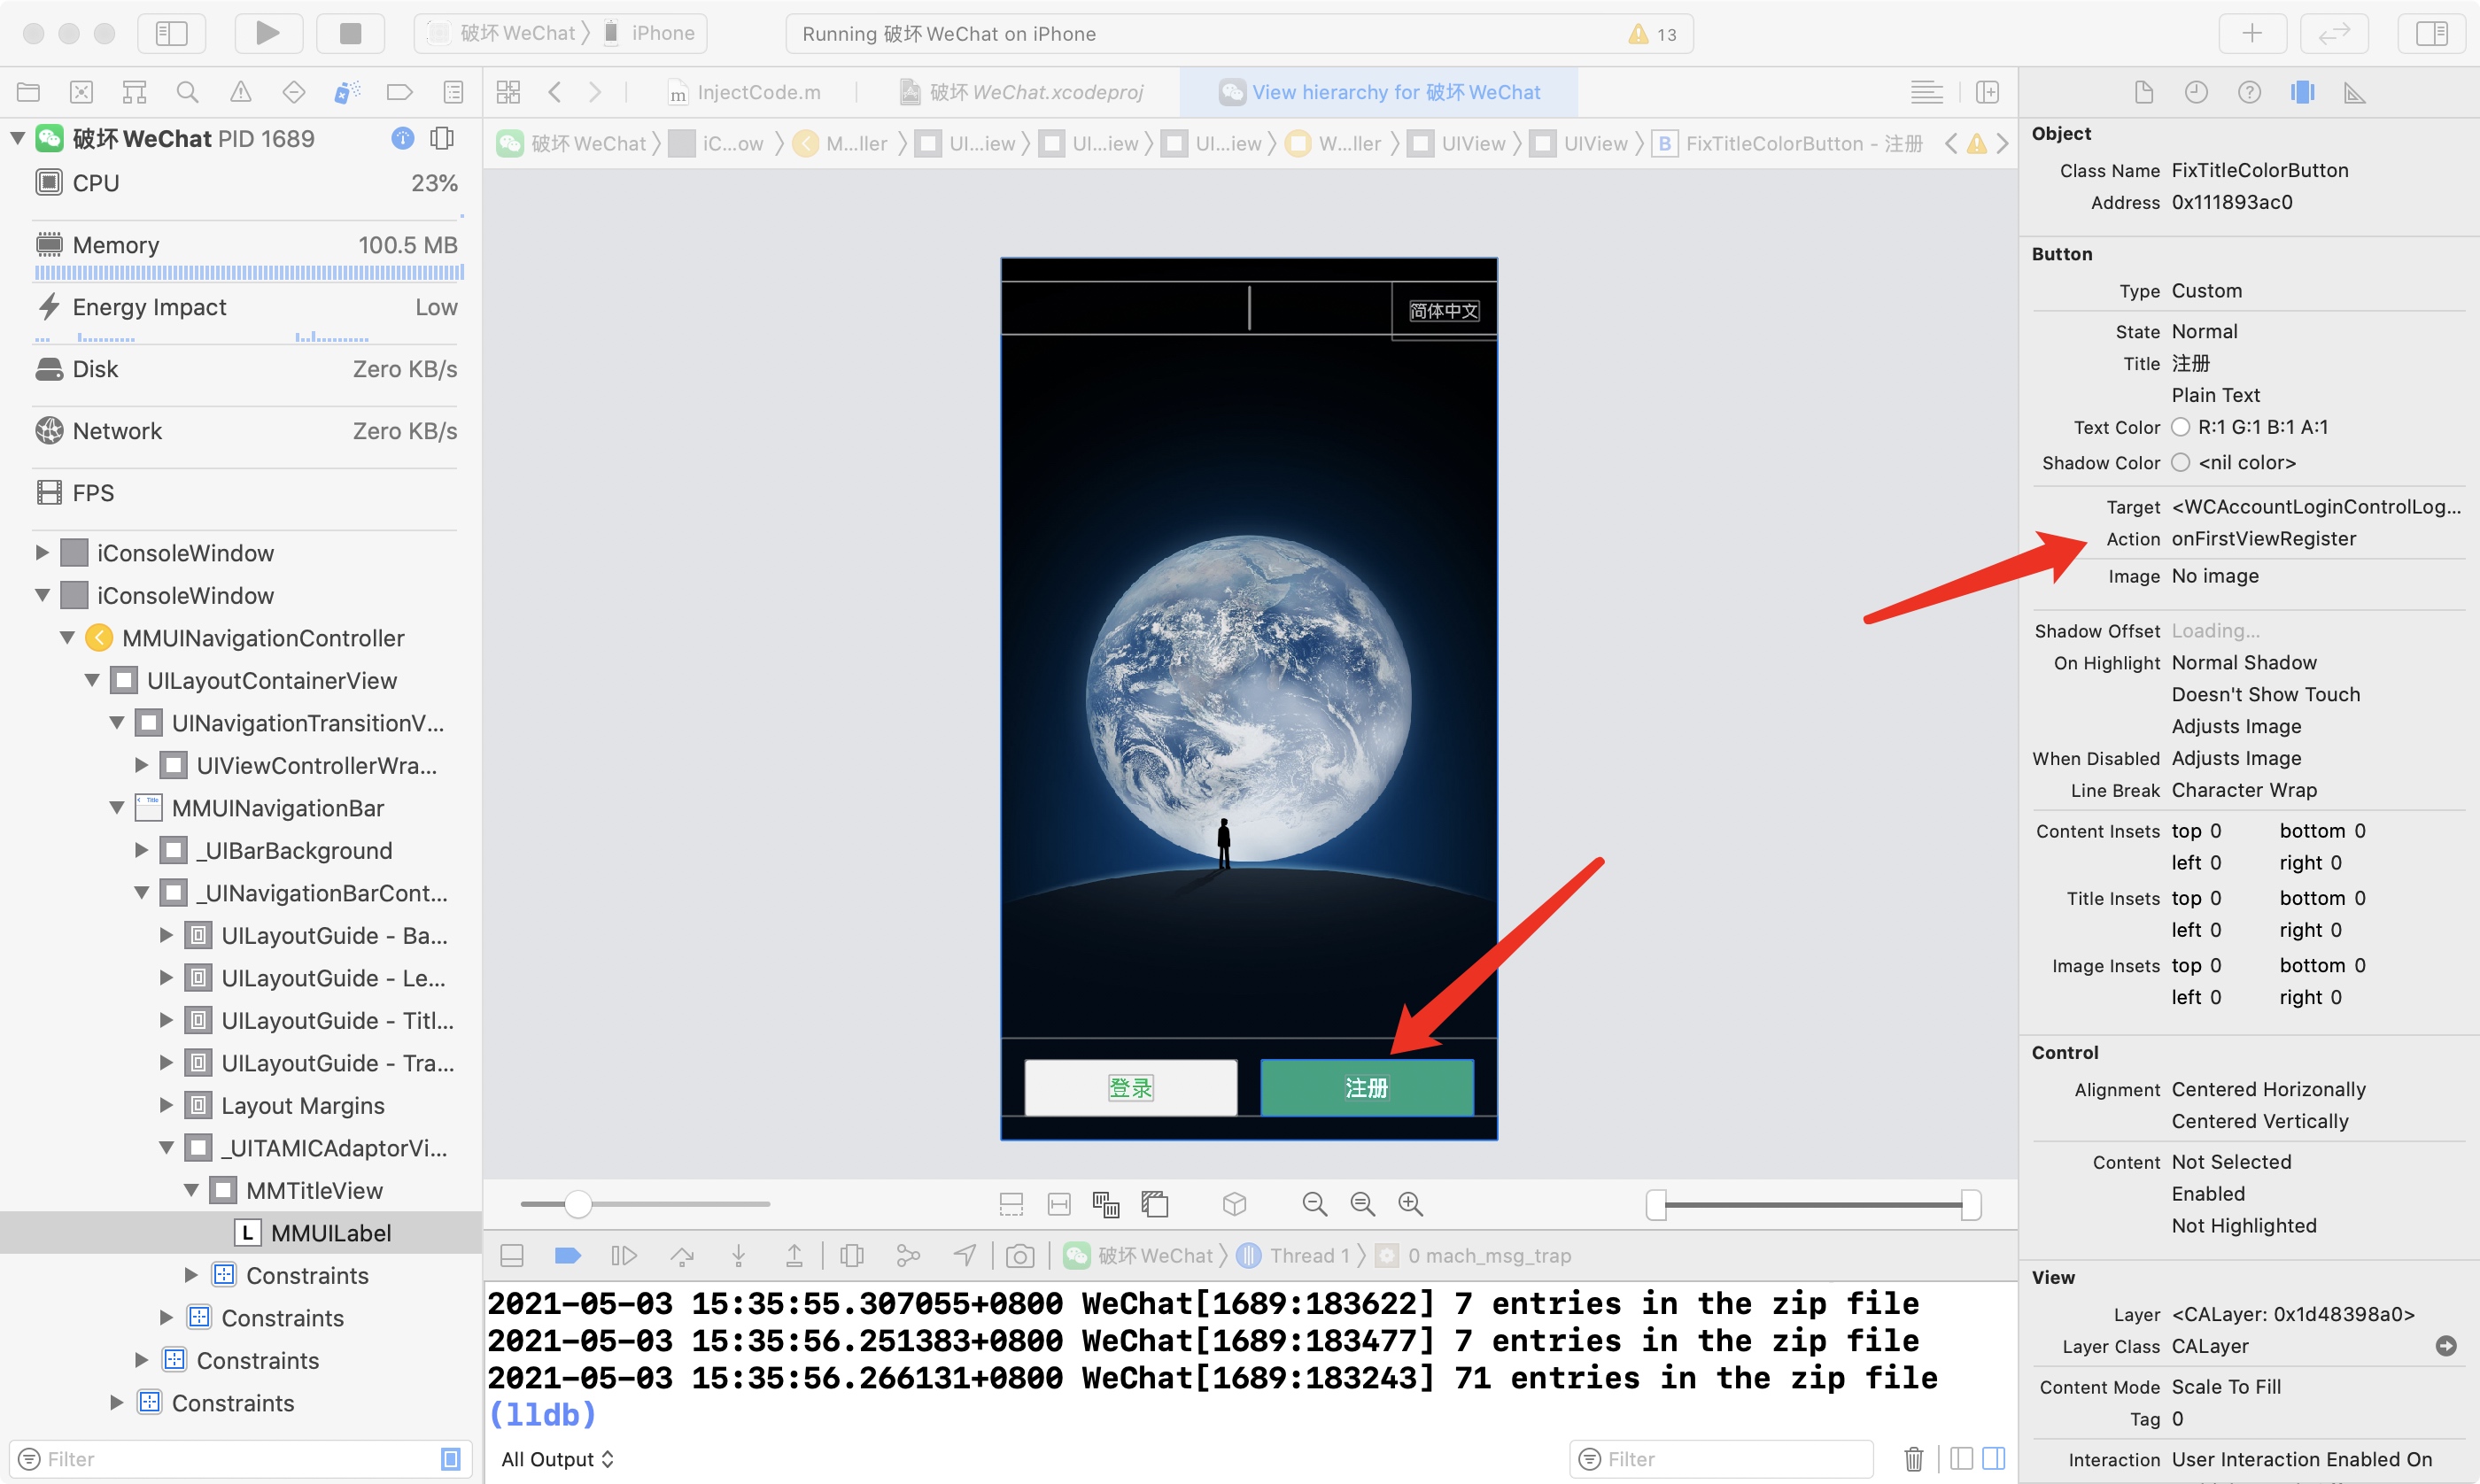 破坏 WeChat 〉 iPhone
Running 破坏 WeChat on iPhone
13
InjectCode.m
破坏 WeChat.xcodeproj
View hierarchy for 破坏 WeChat
破坏 WeChat PID 1689
CPU 23%
Memory 100.5 MB
Energy Impact Low
Disk Zero KB/s
Network Zero KB/s
FPS
iConsoleWindow
iConsoleWindow
MMUINavigationController
UILayoutContainerView
UINavigationTransitionV...
UIViewControllerWra...
MMUINavigationBar
_UIBarBackground
_UINavigationBarCont...
UILayoutGuide - Ba...
UILayoutGuide - Le...
UILayoutGuide - Titl...
UILayoutGuide - Tra...
Layout Margins
_UITAMICAdaptorVi...
MMTitleView
L MMUILabel
Constraints
Constraints
Constraints
Constraints
Filter
破坏 WeChat 〉 iC...ow 〉 M...ller 〉 UI...iew 〉 UI...iew 〉 UI...iew 〉 W...ller 〉 UIView 〉 UIView 〉 B FixTitleColorButton - 注册
简体中文
登录
注册
破坏 WeChat 〉 Thread 1 〉 0 mach_msg_trap
2021-05-03 15:35:55.307055+0800 WeChat[1689:183622] 7 entries in the zip file
2021-05-03 15:35:56.251383+0800 WeChat[1689:183477] 7 entries in the zip file
2021-05-03 15:35:56.266131+0800 WeChat[1689:183243] 71 entries in the zip file
(lldb)
All Output
Filter
Object
Class Name FixTitleColorButton
Address 0x111893ac0
Button
Type Custom
State Normal
Title 注册
Plain Text
Text Color R:1 G:1 B:1 A:1
Shadow Color <nil color>
Target <WCAccountLoginControlLog...
Action onFirstViewRegister
Image No image
Shadow Offset Loading...
On Highlight Normal Shadow
Doesn't Show Touch
Adjusts Image
When Disabled Adjusts Image
Line Break Character Wrap
Content Insets top 0 bottom 0
left 0 right 0
Title Insets top 0 bottom 0
left 0 right 0
Image Insets top 0 bottom 0
left 0 right 0
Control
Alignment Centered Horizonally
Centered Vertically
Content Not Selected
Enabled
Not Highlighted
View
Layer <CALayer: 0x1d48398a0>
Layer Class CALayer
Content Mode Scale To Fill
Tag 0
Interaction User Interaction Enabled On